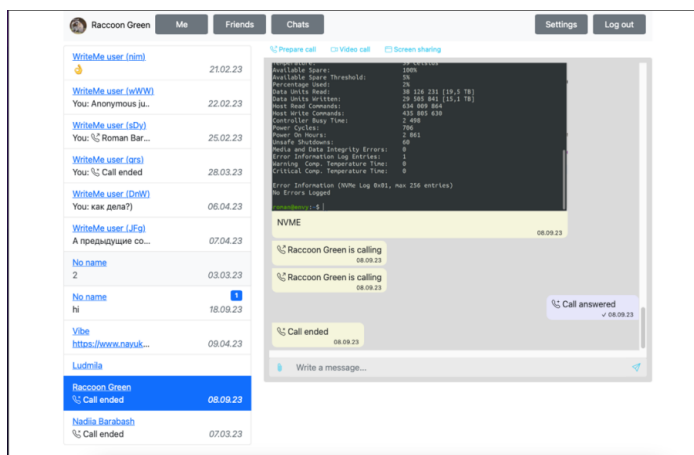 Raccoon Green
Me
Friends
Chats
Settings
Log out
WriteMe user (nim)
👌
21.02.23
WriteMe user (wWW)
You: Anonymous ju..
22.02.23
WriteMe user (sDy)
You: Roman Bar...
25.02.23
WriteMe user (qrs)
You: Call ended
28.03.23
WriteMe user (DnW)
You: как дела?)
06.04.23
WriteMe user (JFg)
А предыдущие со...
07.04.23
No name
2
03.03.23
No name
1
hi
18.09.23
Vibe
https://www.nayuk...
09.04.23
Ludmila
Raccoon Green
Call ended
08.09.23
Nadiia Barabash
Call ended
07.03.23
Prepare call
Video call
Screen sharing
Available Spare: 100%
Available Spare Threshold: 5%
Percentage Used: 2%
Data Units Read: 38 126 231 [19,5 TB]
Data Units Written: 29 505 841 [15,1 TB]
Host Read Commands: 634 009 864
Host Write Commands: 435 805 630
Controller Busy Time: 2 498
Power Cycles: 706
Power On Hours: 2 861
Unsafe Shutdowns: 60
Media and Data Integrity Errors: 0
Error Information Log Entries: 1
Warning Comp. Temperature Time: 0
Critical Comp. Temperature Time: 0
Error Information (NVMe Log 0x01, max 256 entries)
No Errors Logged
NVME
08.09.23
Raccoon Green is calling
08.09.23
Raccoon Green is calling
08.09.23
Call answered
✓ 08.09.23
Call ended
08.09.23
Write a message...